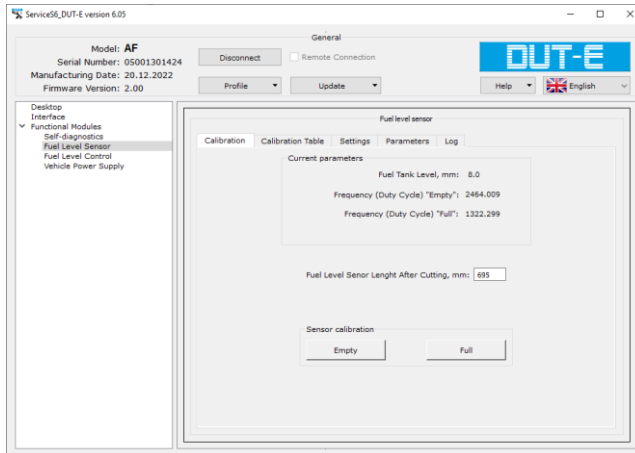 ServiceS6_DUT-E version 6.05
General
Model: AF
Serial Number: 05001301424
Manufacturing Date: 20.12.2022
Firmware Version: 2.00
Disconnect
Remote Connection
Profile
Update
DUT-E
Help
English
Desktop
Interface
Functional Modules
Self-diagnostics
Fuel Level Sensor
Fuel Level Control
Vehicle Power Supply
Fuel level sensor
Calibration Calibration Table Settings Parameters Log
Current parameters
Fuel Tank Level, mm: 8.0
Frequency (Duty Cycle) "Empty": 2464.009
Frequency (Duty Cycle) "Full": 1322.299
Fuel Level Senor Lenght After Cutting, mm: 695
Sensor calibration
Empty
Full